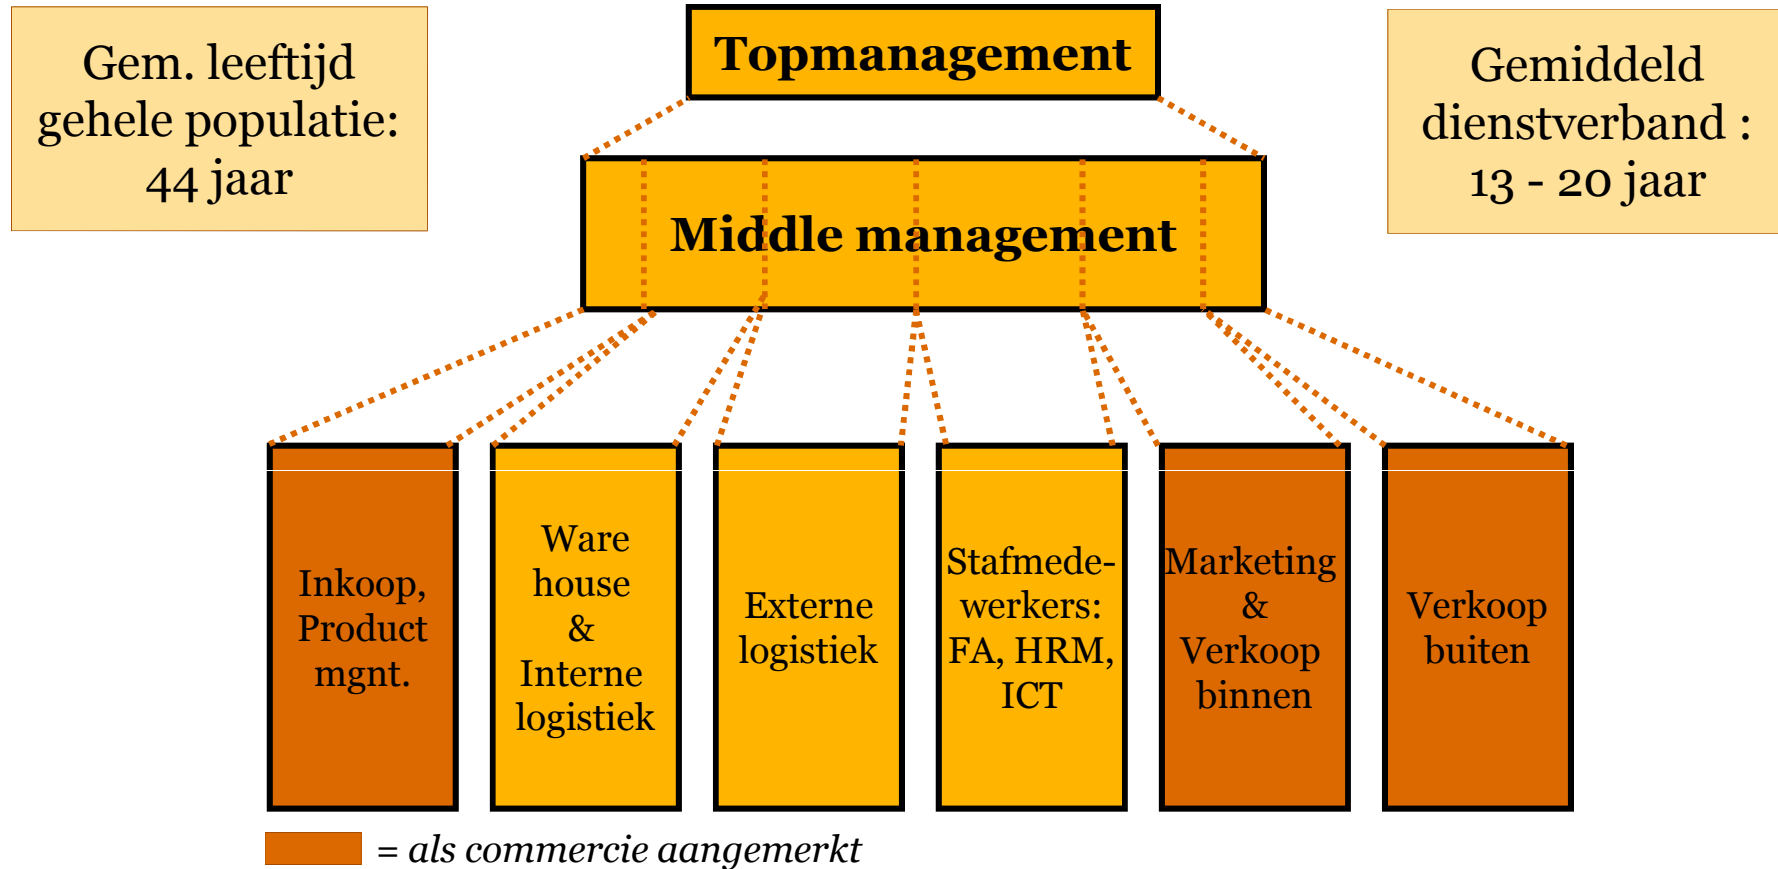 Gem. leeftijd
gehele populatie:
44 jaar
Topmanagement
Gemiddeld
dienstverband :
13 - 20 jaar
Middle management
Inkoop,
Product
mgnt.
Ware
house
&
Interne
logistiek
Externe
logistiek
Stafmede-
werkers:
FA, HRM,
ICT
Marketing
&
Verkoop
binnen
Verkoop
buiten
= als commercie aangemerkt